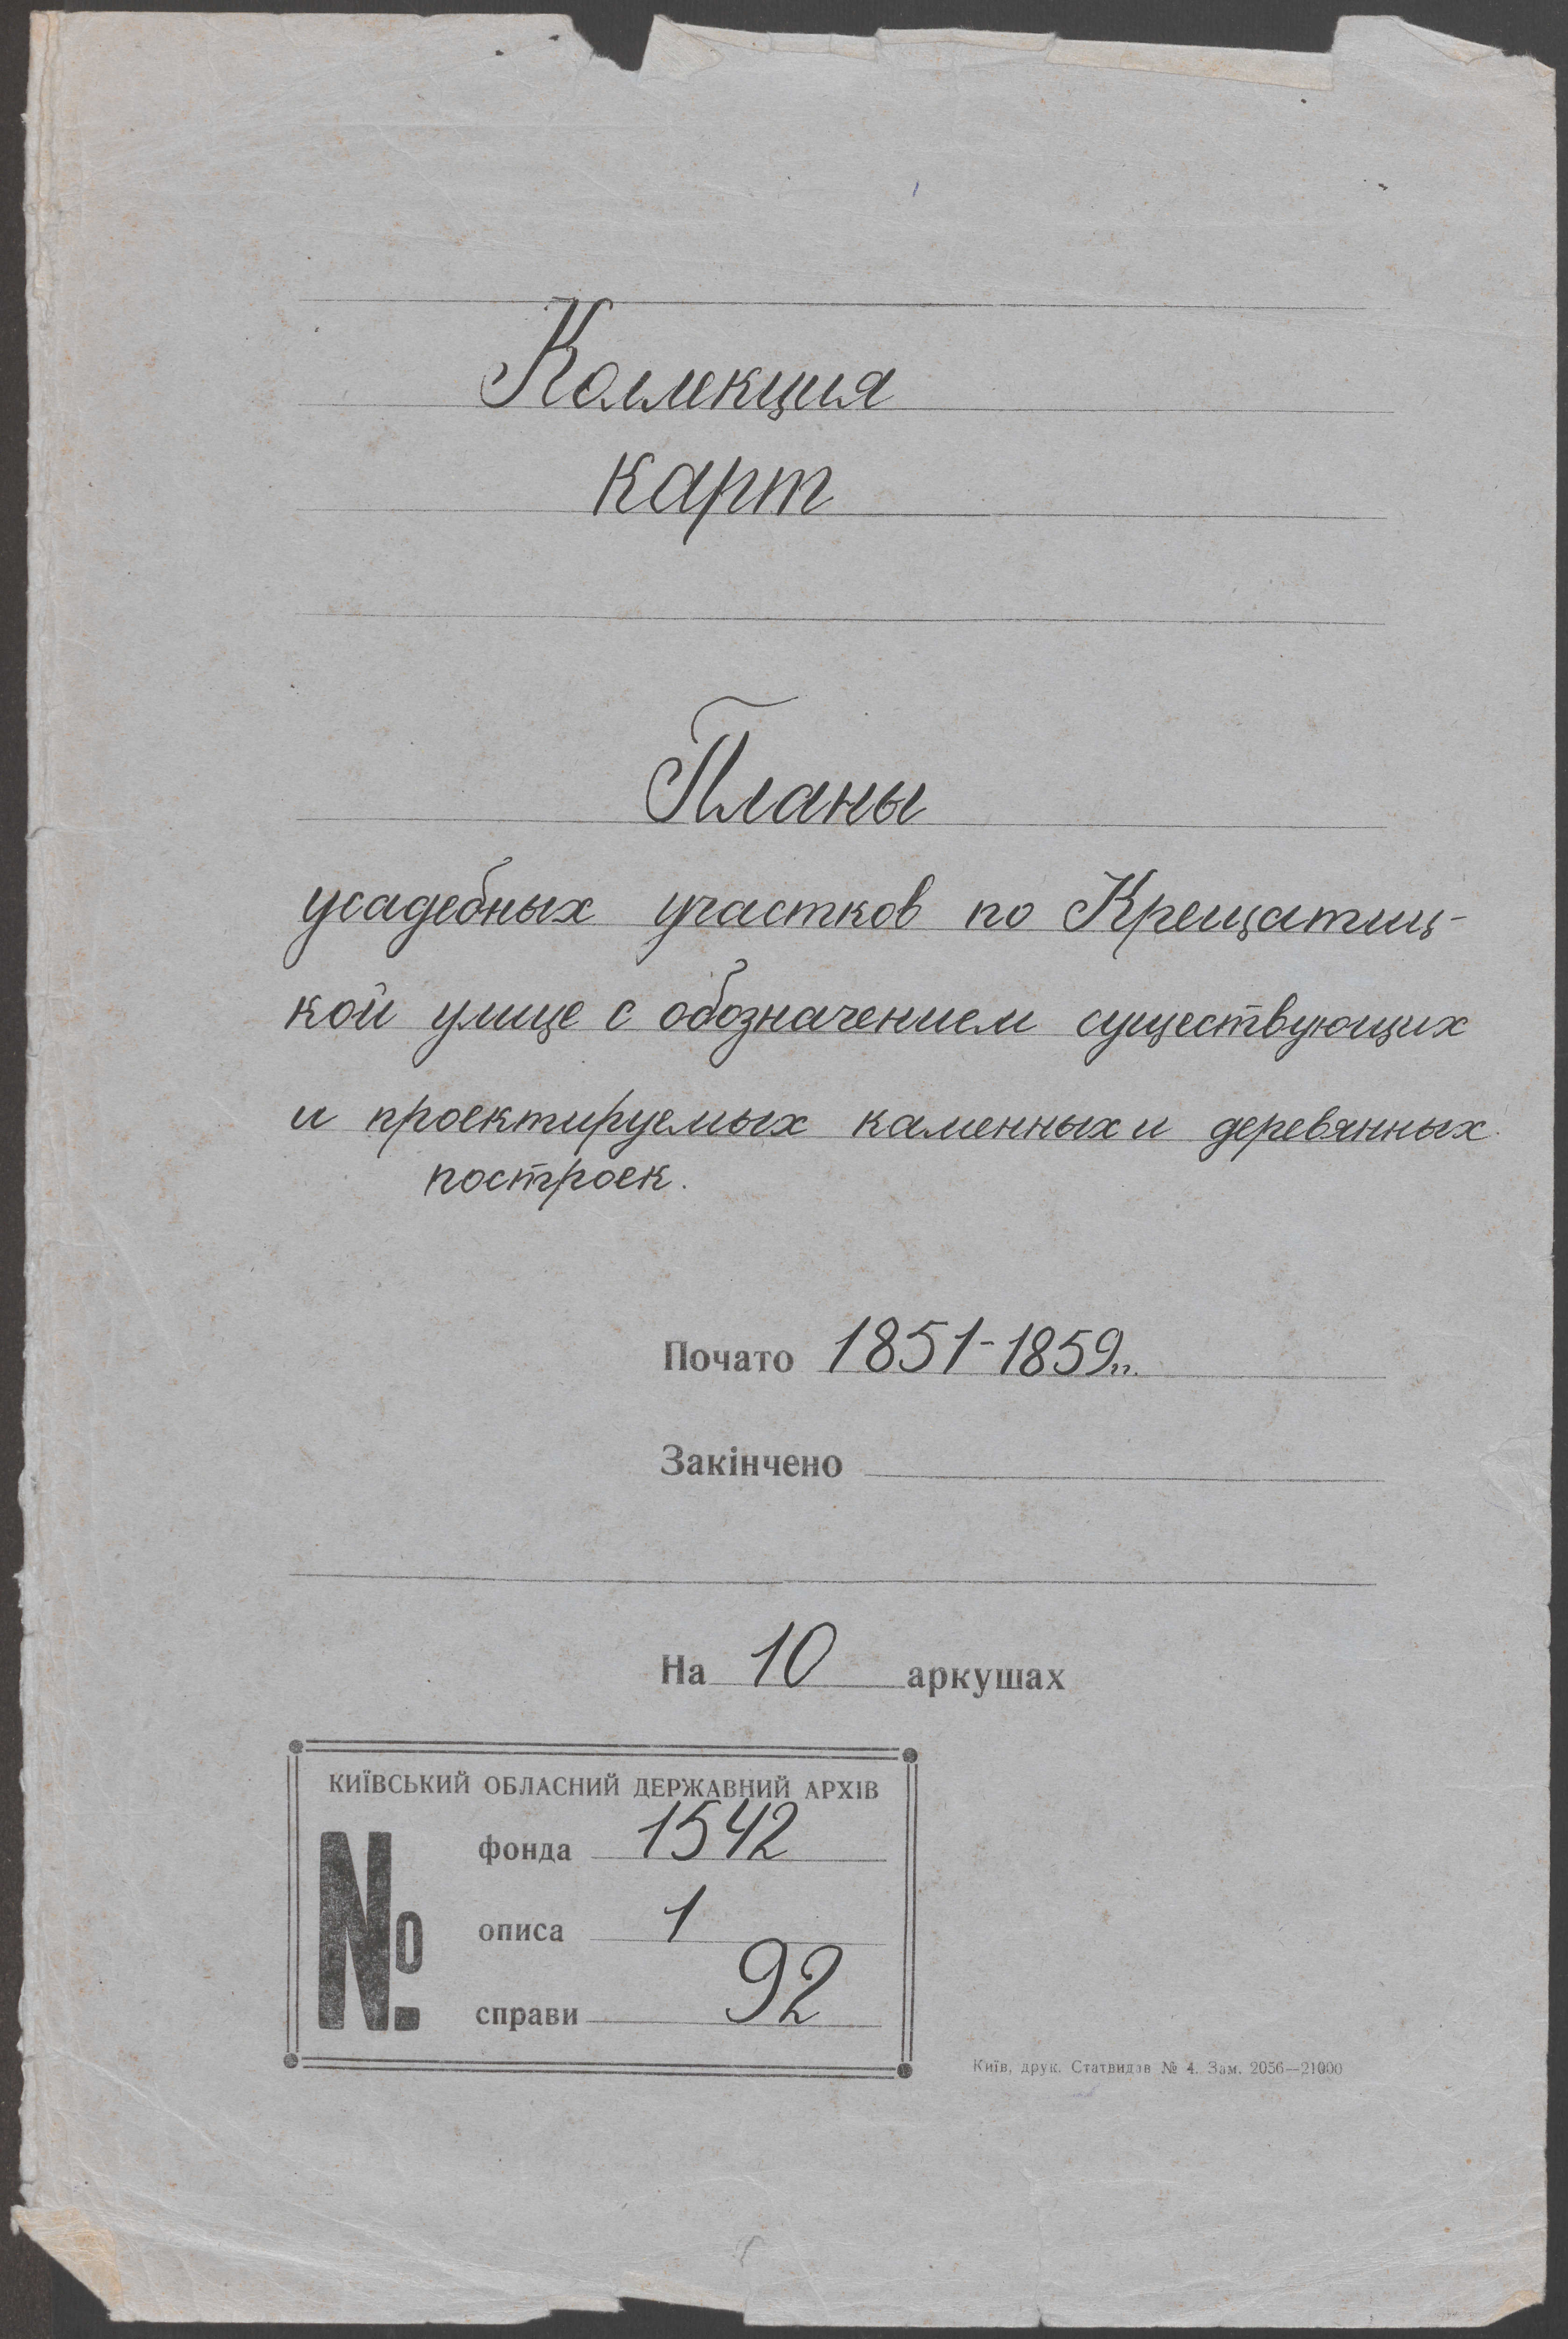 Коллекция
карт
Планы
усадебных участков по Крещатиц-
кой улице с обозначением существующих
и проектируемых каменных и деревянных
построек.
Почато 1851-1859гг.
Закінчено
На 10 аркушах
КИЇВСЬКИЙ ОБЛАСНИЙ ДЕРЖАВНИЙ АРХІВ
№
фонда 1542
описа 1
справи 92
Київ, друк. Статвидав № 4. Зам. 2056—21000